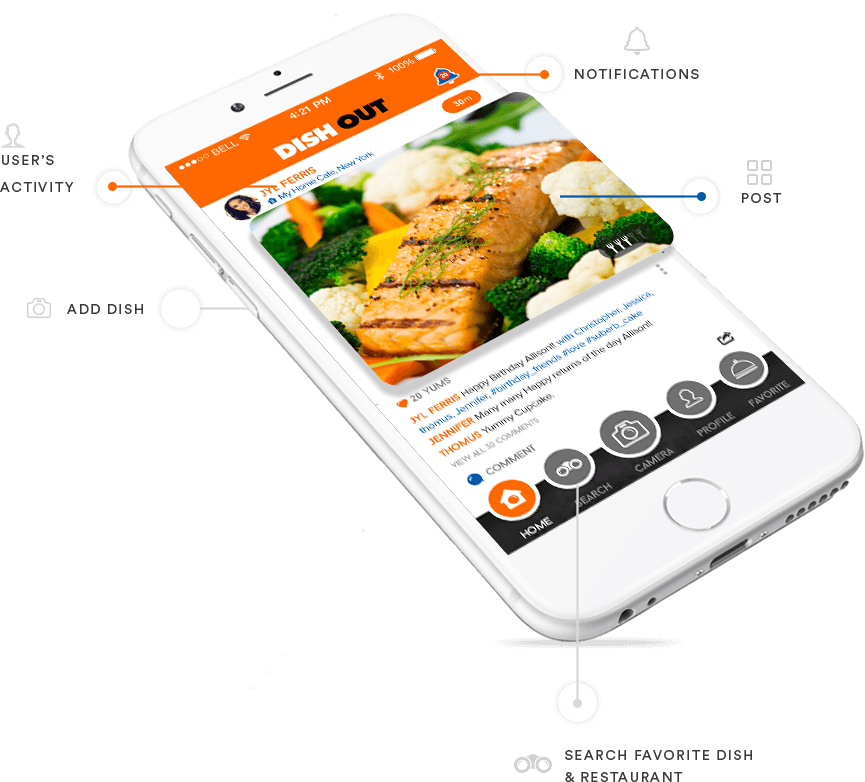 NOTIFICATIONS
USER'S
ACTIVITY
POST
ADD DISH
BELL
4:21 PM
100%
20
DISH OUT
JYL FERRIS
30m
My Home Cafe, New York
20 YUMS
JYL FERRIS Happy Birthday Allison!! with Christopher, Jessica,
thomus, Jennifer, #birthday_friends #love #suberb_cake
JENNIFER Many many Happy returns of the day Allison!!
THOMUS Yummy Cupcake.
VIEW ALL 30 COMMENTS
COMMENT
HOME
SEARCH
CAMERA
PROFILE
FAVORITE
SEARCH FAVORITE DISH
& RESTAURANT